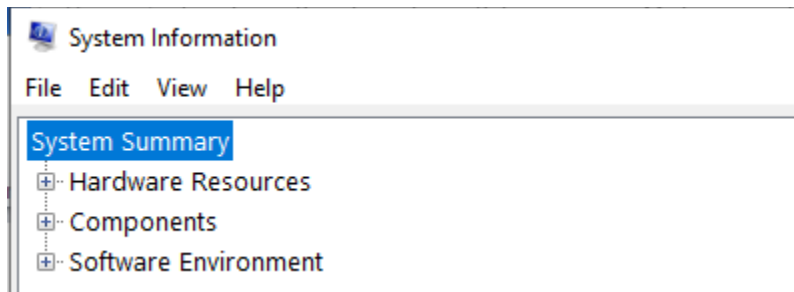 System Information
File Edit View Help
System Summary
Hardware Resources
Components
Software Environment